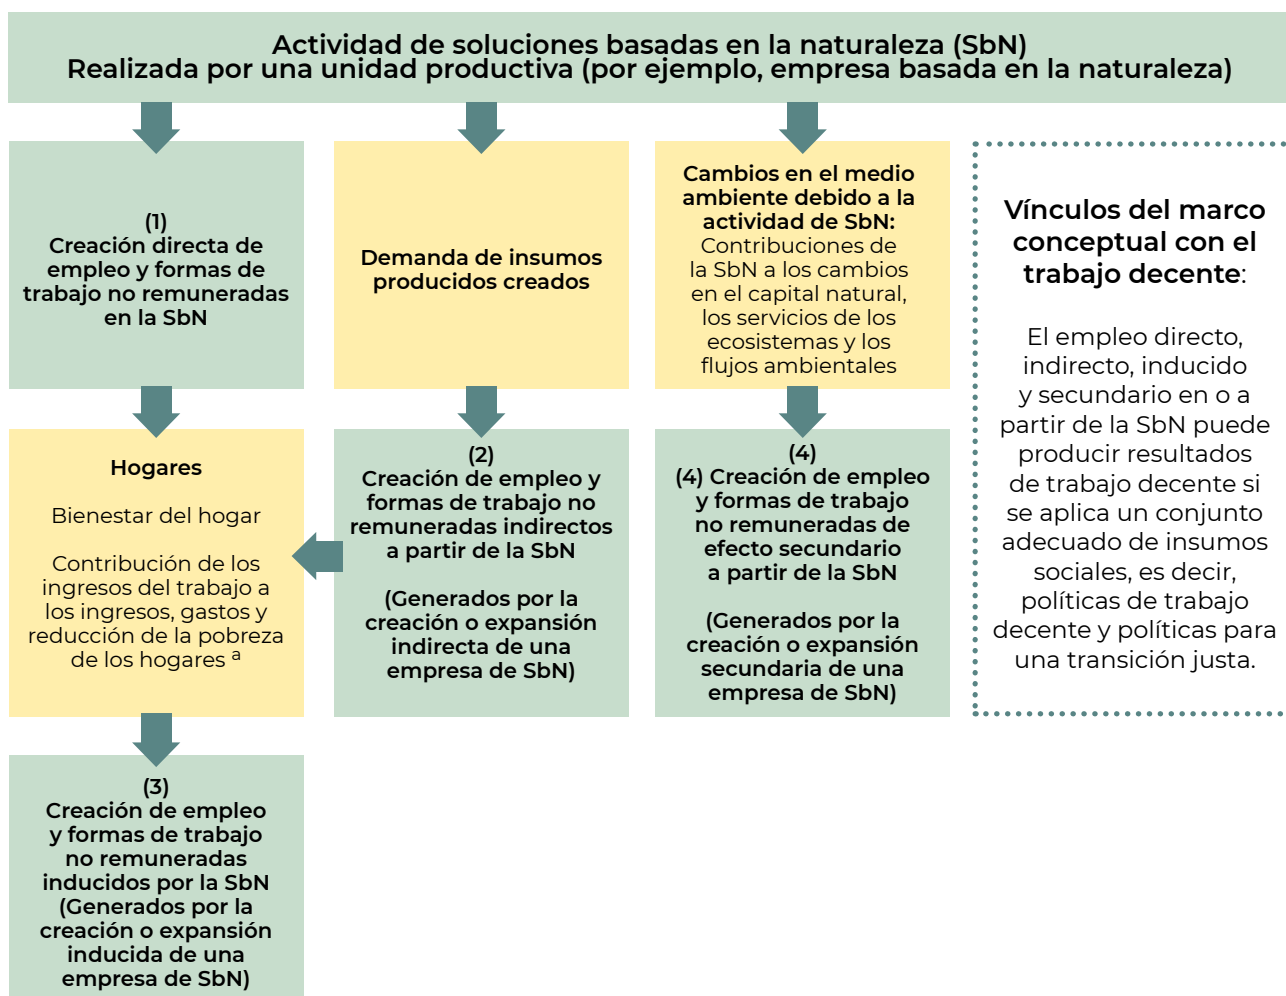 Actividad de soluciones basadas en la naturaleza (SbN)
Realizada por una unidad productiva (por ejemplo, empresa basada en la naturaleza)
(1)
Creación directa de
empleo y formas de
trabajo no remuneradas
en la SbN
Demanda de insumos
producidos creados
Cambios en el medio
ambiente debido a la
actividad de SbN:
Contribuciones de
la SbN a los cambios
en el capital natural,
los servicios de los
ecosistemas y los
flujos ambientales
Hogares
Bienestar del hogar
Contribución de los
ingresos del trabajo a
los ingresos, gastos y
reducción de la pobreza
de los hogares a
(2)
Creación de empleo y
formas de trabajo no
remuneradas indirectos
a partir de la SbN
(Generados por la
creación o expansión
indirecta de una
empresa de SbN)
(4)
(4) Creación de empleo
y formas de trabajo
no remuneradas de
efecto secundario
a partir de la SbN
(Generados por la
creación o expansión
secundaria de una
empresa de SbN)
(3)
Creación de empleo
y formas de trabajo
no remuneradas
inducidos por la SbN
(Generados por la
creación o expansión
inducida de una
empresa de SbN)
Vínculos del marco
conceptual con el
trabajo decente:
El empleo directo,
indirecto, inducido
y secundario en o a
partir de la SbN puede
producir resultados
de trabajo decente si
se aplica un conjunto
adecuado de insumos
sociales, es decir,
políticas de trabajo
decente y políticas para
una transición justa.